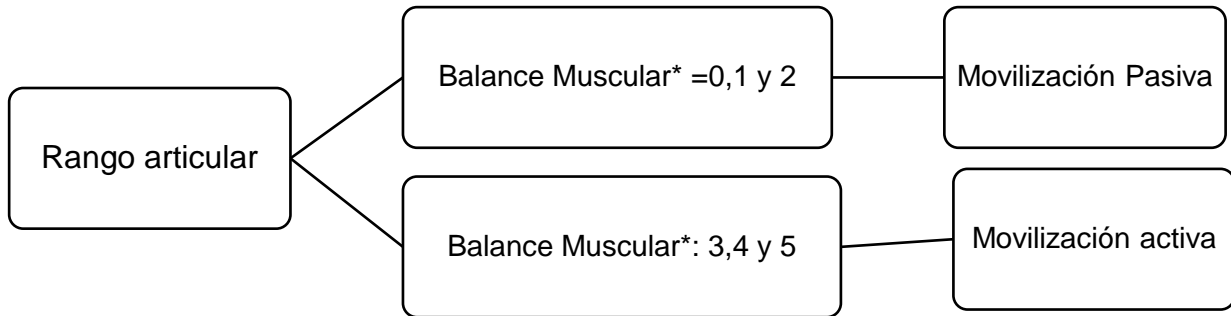 Rango articular
Balance Muscular* =0,1 y 2
Movilización Pasiva
Balance Muscular*: 3,4 y 5
Movilización activa